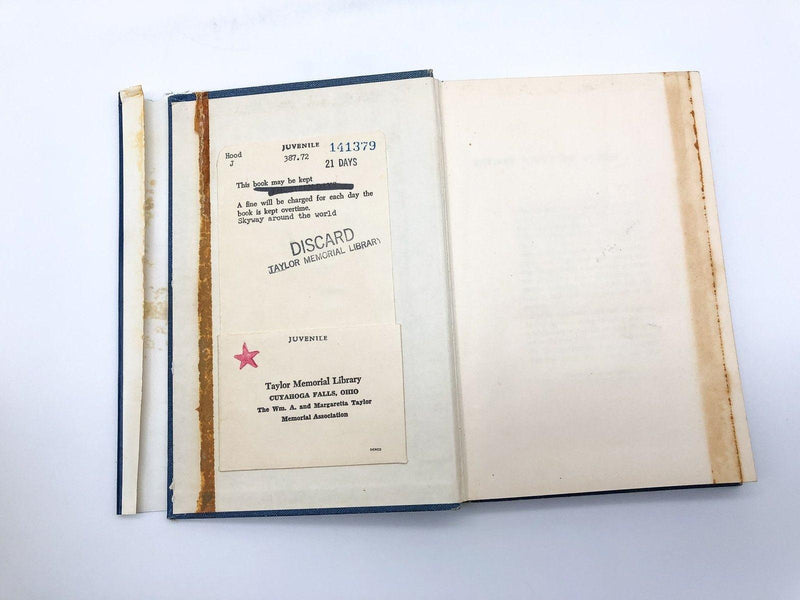 JUVENILE 141379
Hood 387.72
J 21 DAYS
This book may be kept
A fine will be charged for each day the
book is kept overtime.
Skyway around the world
DISCARD
TAYLOR MEMORIAL LIBRARY
JUVENILE
Taylor Memorial Library
CUYAHOGA FALLS, OHIO
The Wm. A. and Margaretta Taylor
Memorial Association
DEMCO